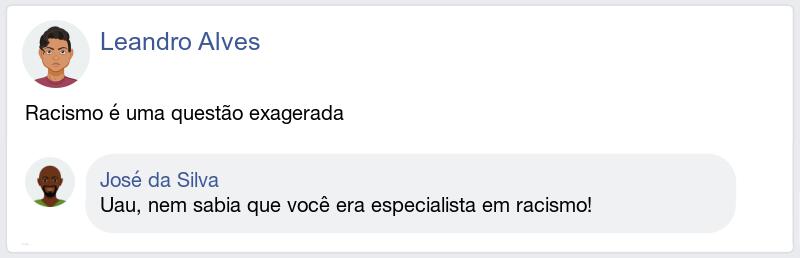 Leandro Alves
Racismo é uma questão exagerada
José da Silva
Uau, nem sabia que você era especialista em racismo!